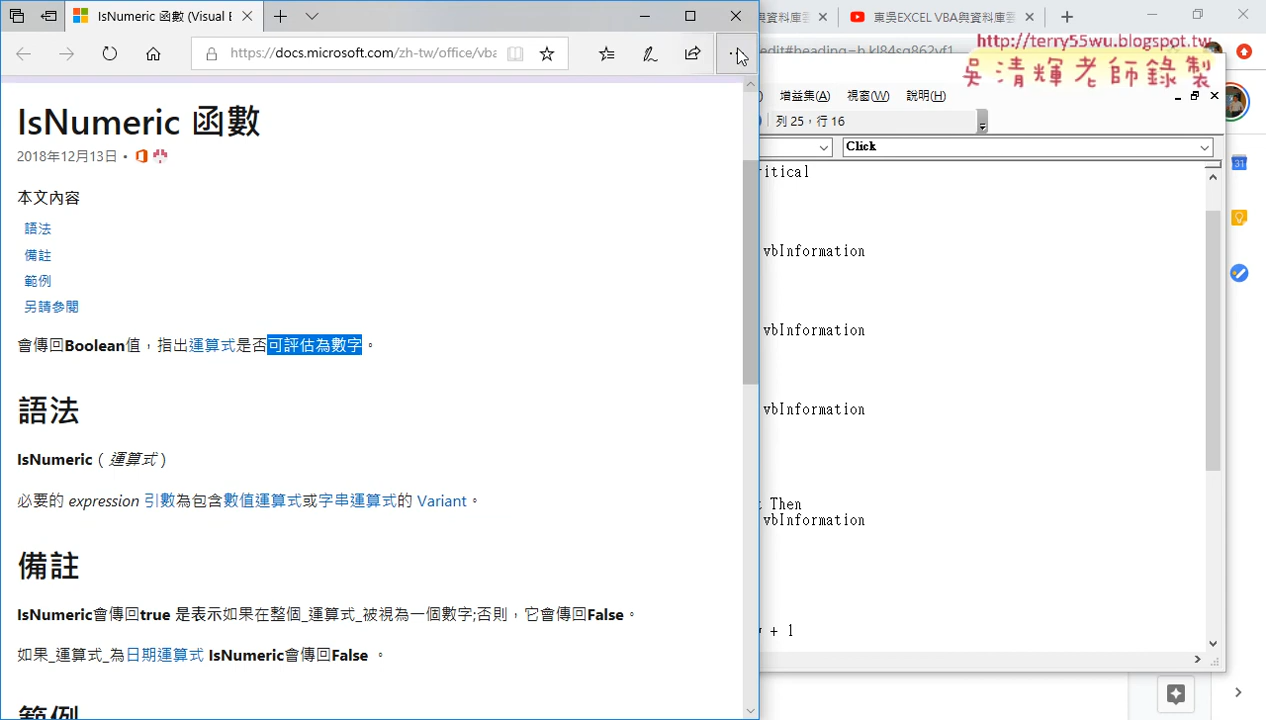 IsNumeric 函數 (Visual E
資料庫
東吳EXCEL VBA與資料庫
https://docs.microsoft.com/zh-tw/office/vba
edit#heading=h.kl84sg862vf1
http://terry55wu.blogspot.tw
吳清輝老師錄製
增益集(A) 視窗(W) 說明(H)
列 25，行 16
Click
IsNumeric 函數
2018年12月13日 •
本文內容
語法
備註
範例
另請參閱
會傳回Boolean值，指出運算式是否可評估為數字。
語法
IsNumeric ( 運算式 )
必要的 expression 引數為包含數值運算式或字串運算式的 Variant。
備註
IsNumeric會傳回true 是表示如果在整個_運算式_被視為一個數字;否則，它會傳回False。
如果_運算式_為日期運算式 IsNumeric會傳回False 。
範例
ritical
vbInformation
vbInformation
vbInformation
Then
vbInformation
+ 1
31